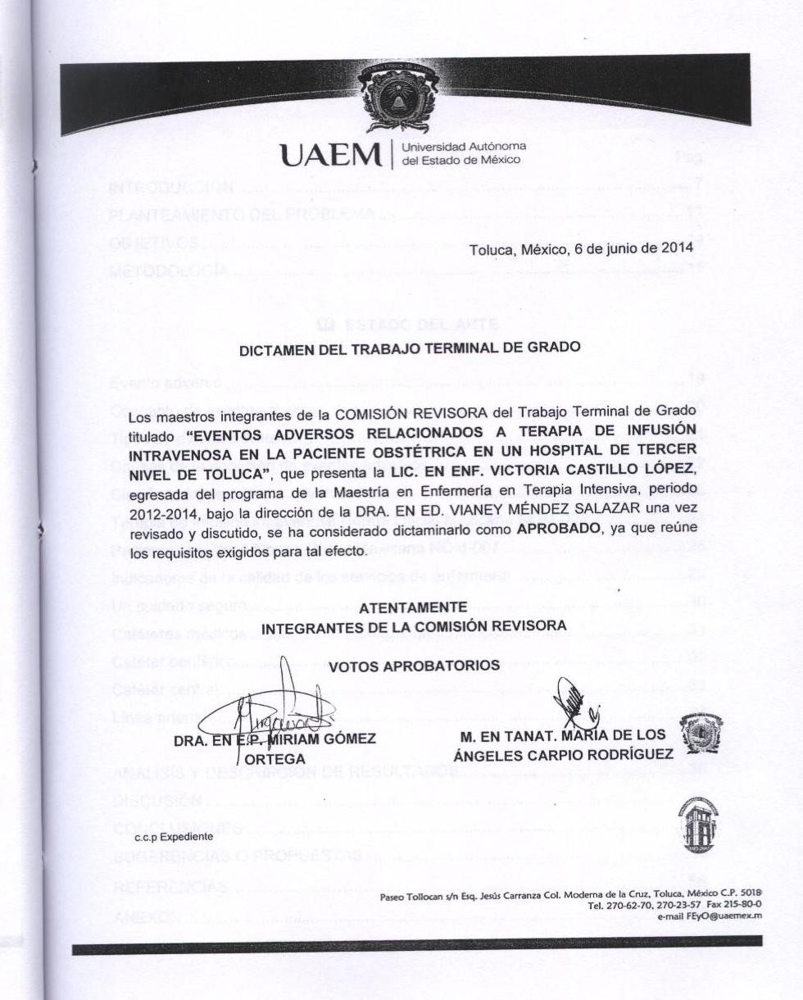 UAEM
Universidad Autónoma
del Estado de México
Toluca, México, 6 de junio de 2014
DICTAMEN DEL TRABAJO TERMINAL DE GRADO
Los maestros integrantes de la COMISIÓN REVISORA del Trabajo Terminal de Grado
titulado “EVENTOS ADVERSOS RELACIONADOS A TERAPIA DE INFUSIÓN
INTRAVENOSA EN LA PACIENTE OBSTÉTRICA EN UN HOSPITAL DE TERCER
NIVEL DE TOLUCA”, que presenta la LIC. EN ENF. VICTORIA CASTILLO LÓPEZ,
egresada del programa de la Maestría en Enfermería en Terapia Intensiva, periodo
2012-2014, bajo la dirección de la DRA. EN ED. VIANEY MÉNDEZ SALAZAR una vez
revisado y discutido, se ha considerado dictaminarlo como APROBADO, ya que reúne
los requisitos exigidos para tal efecto.
ATENTAMENTE
INTEGRANTES DE LA COMISIÓN REVISORA
VOTOS APROBATORIOS
DRA. EN E.P. MIRIAM GÓMEZ
ORTEGA
M. EN TANAT. MARÍA DE LOS
ÁNGELES CARPIO RODRÍGUEZ
c.c.p Expediente
Paseo Tollocan s/n Esq. Jesús Carranza Col. Moderna de la Cruz, Toluca, México C.P. 5018
Tel. 270-62-70, 270-23-57 Fax 215-80-0
e-mail FEyO@uaemex.m